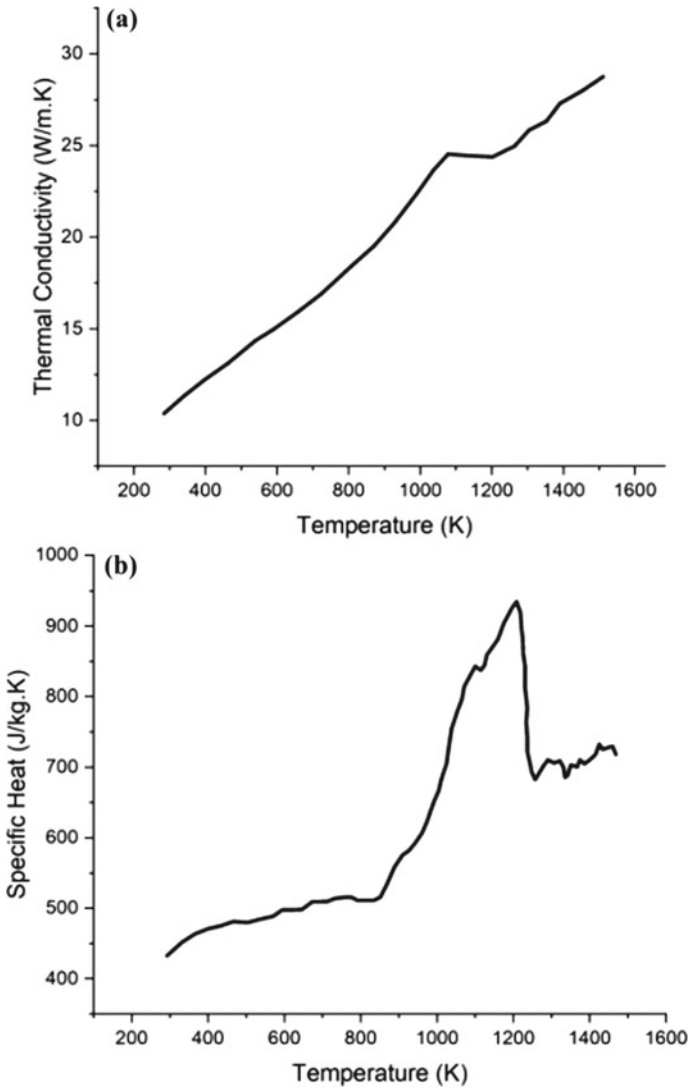 (a)
Thermal Conductivity (W/m.K)
30
25
20
15
10
200 400 600 800 1000 1200 1400 1600
Temperature (K)
(b)
Specific Heat (J/kg.K)
1000
900
800
700
600
500
400
200 400 600 800 1000 1200 1400 1600
Temperature (K)